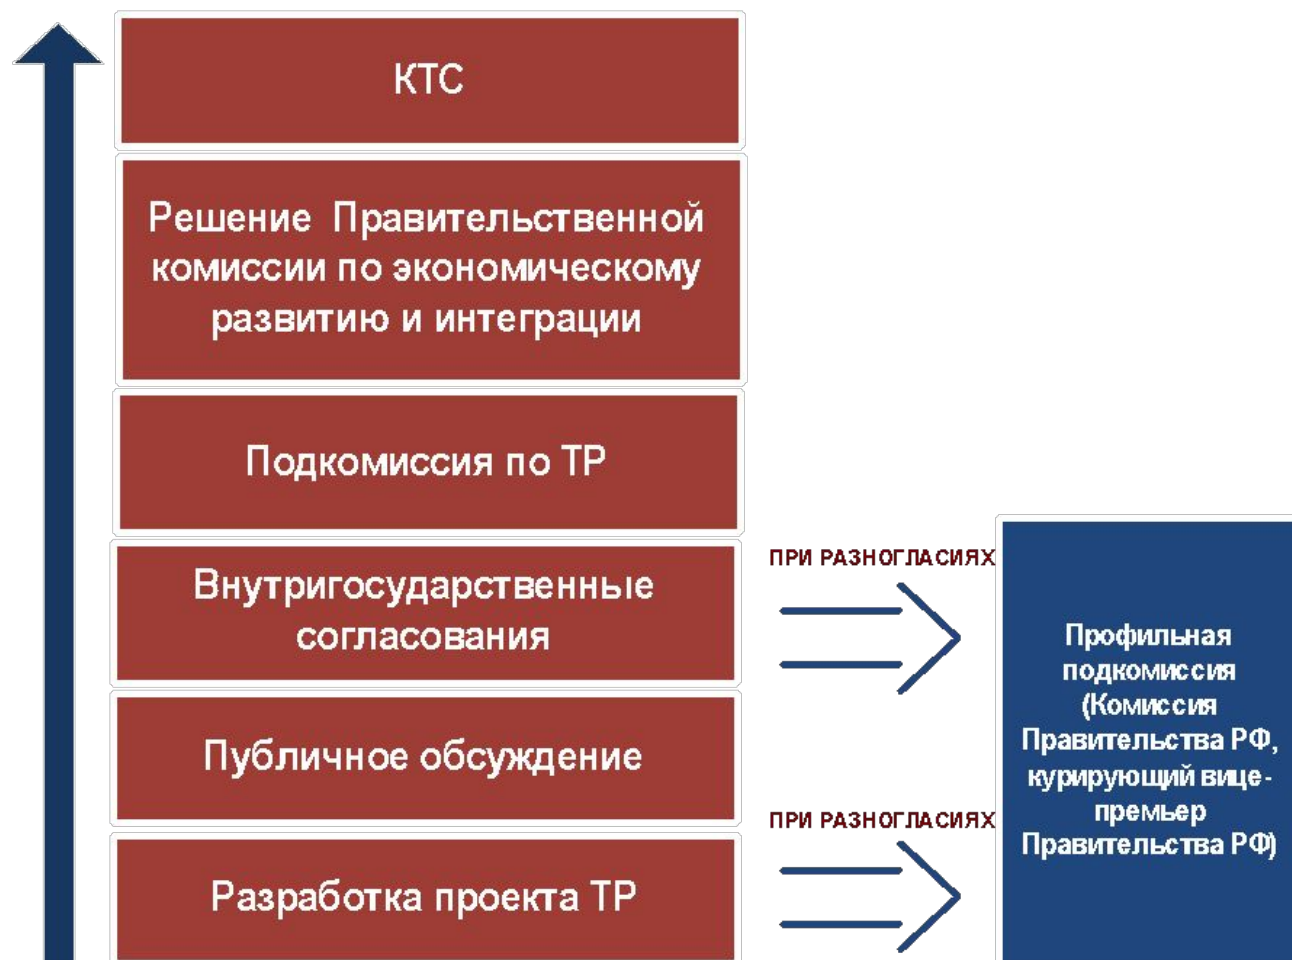 КТС
Решение Правительственной
комиссии по экономическому
развитию и интеграции
Подкомиссия по ТР
Внутригосударственные
согласования
Публичное обсуждение
Разработка проекта ТР
ПРИ РАЗНОГЛАСИЯХ
ПРИ РАЗНОГЛАСИЯХ
Профильная
подкомиссия
(Комиссия
Правительства РФ,
курирующий вице-
премьер
Правительства РФ)